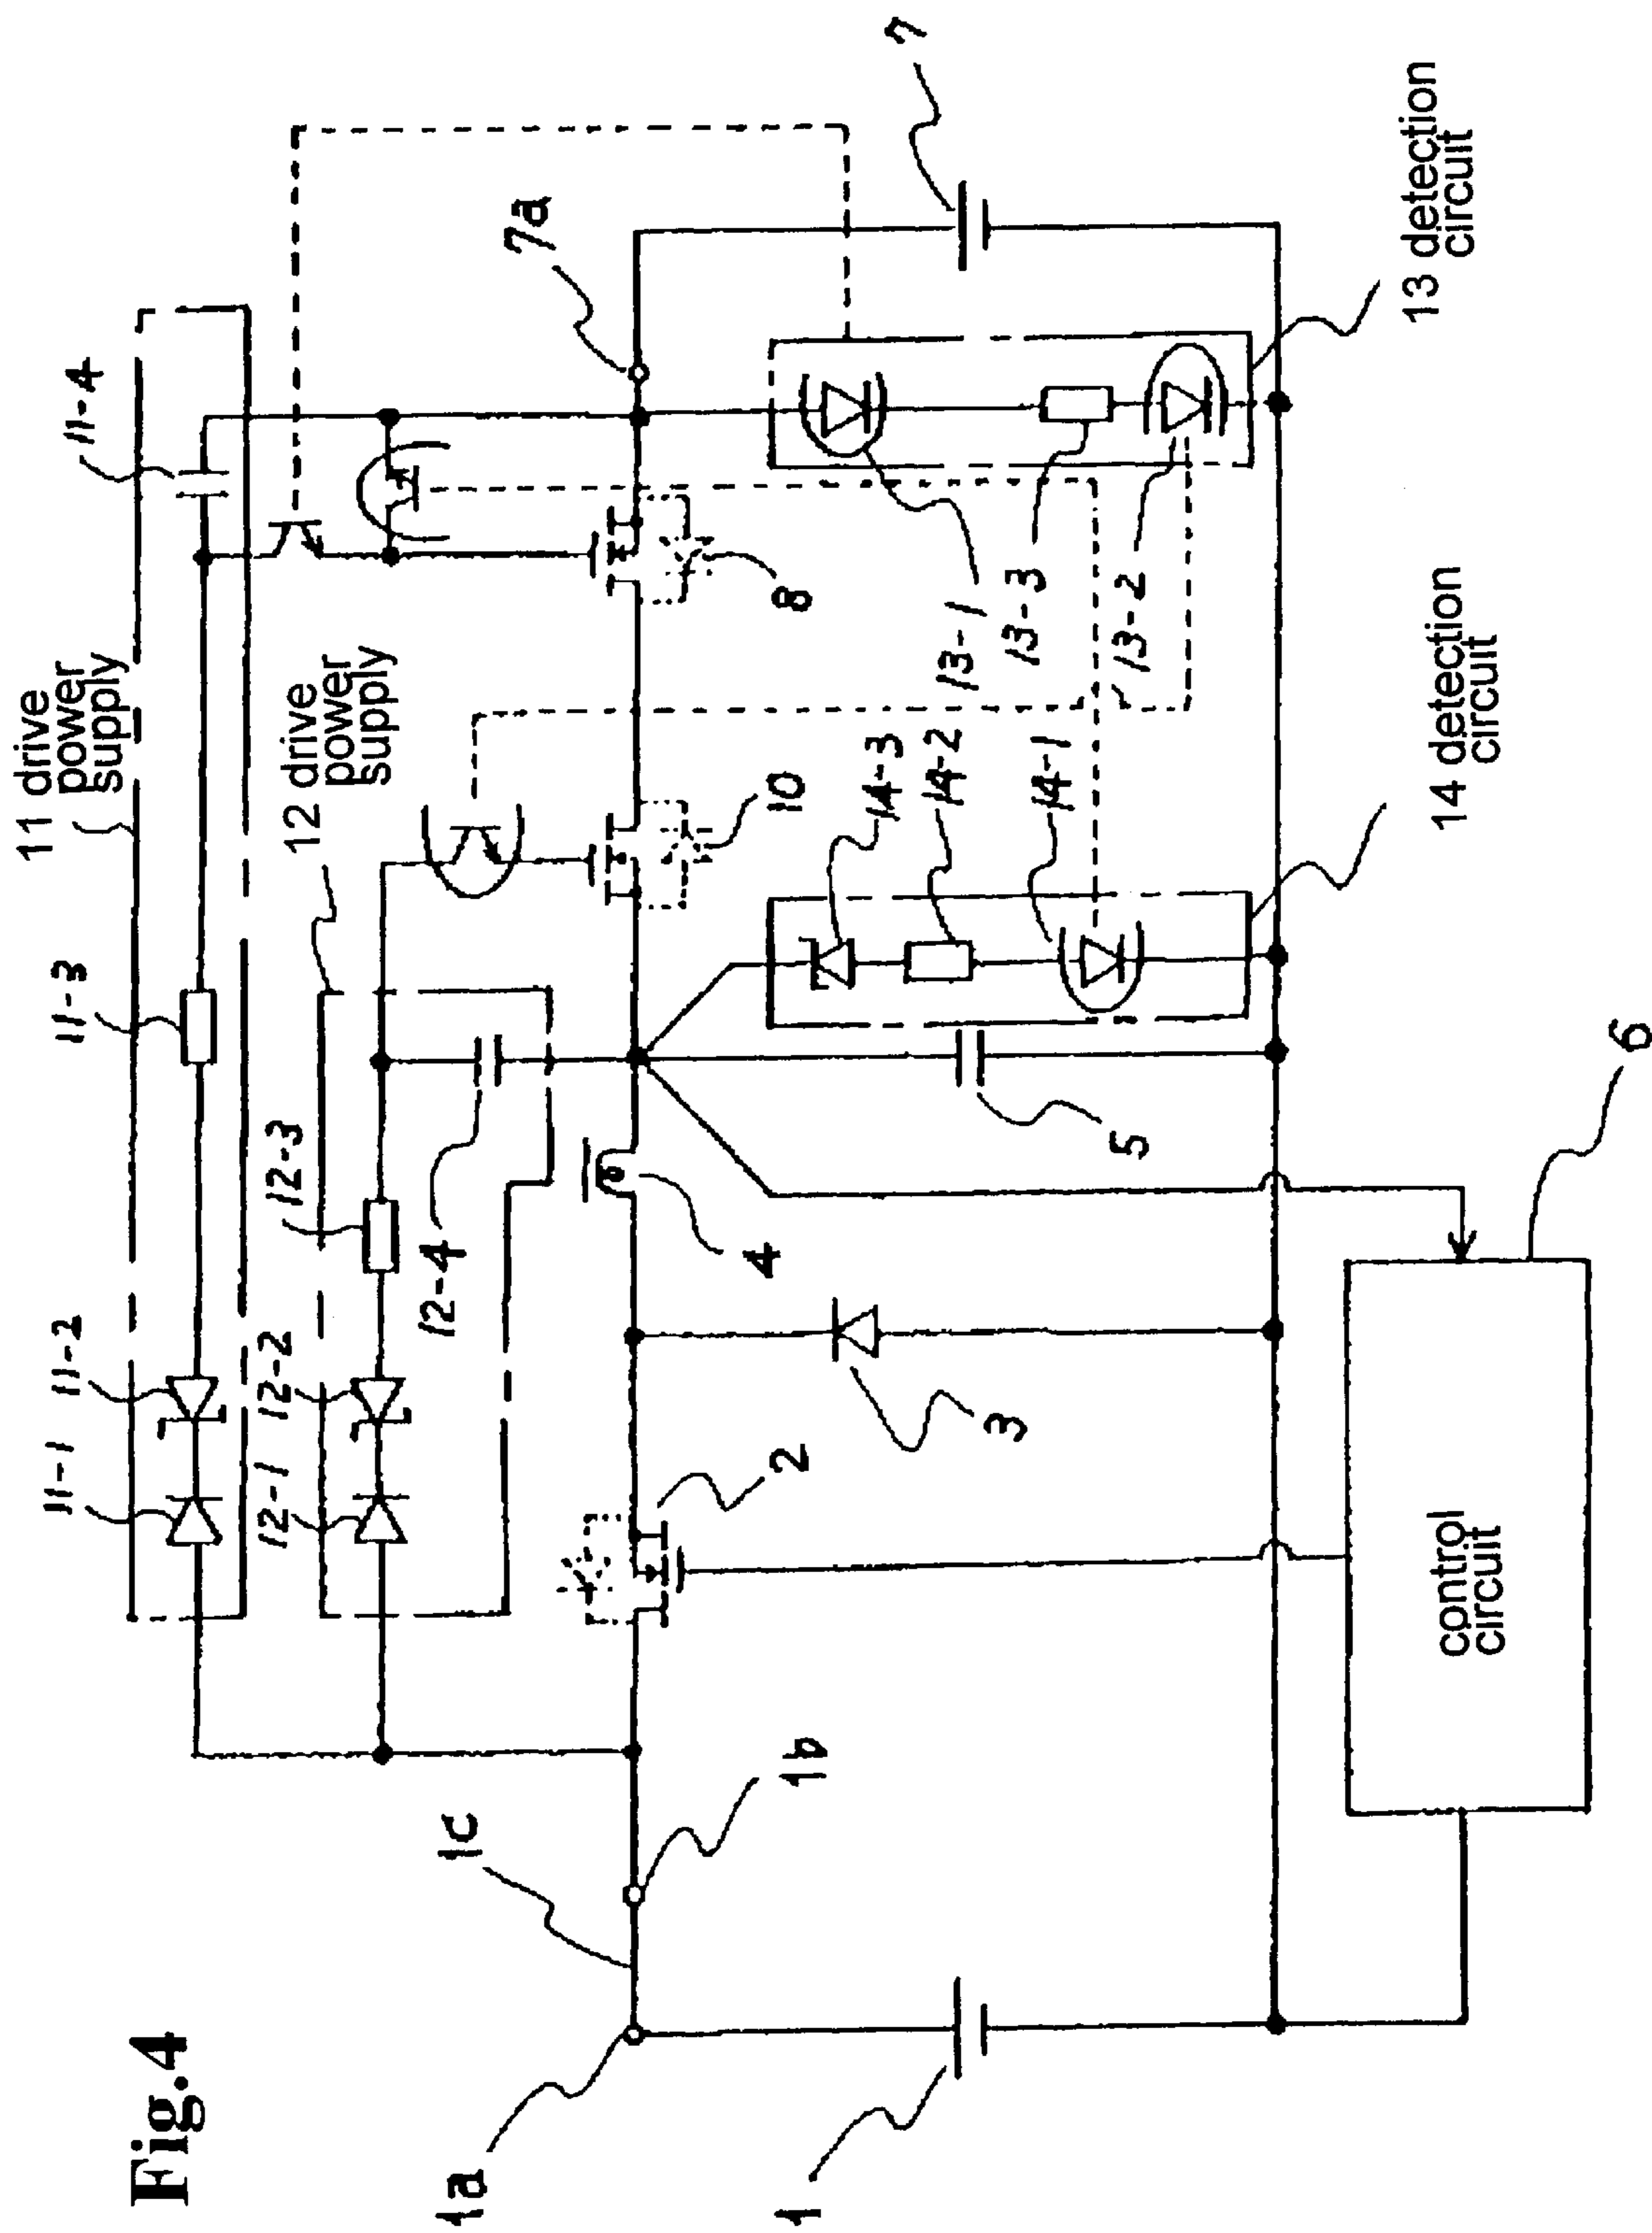 Fig.4
11 drive
power
supply
11-1
11-2
11-3
11-4
12 drive
power
supply
12-1
12-2
12-3
12-4
1a
1c
1b
1
2
3
4
5
10
8
7a
7
14-3
14-2
14-1
13-1
13-3
13-2
14 detection
circuit
13 detection
circuit
control
circuit
6